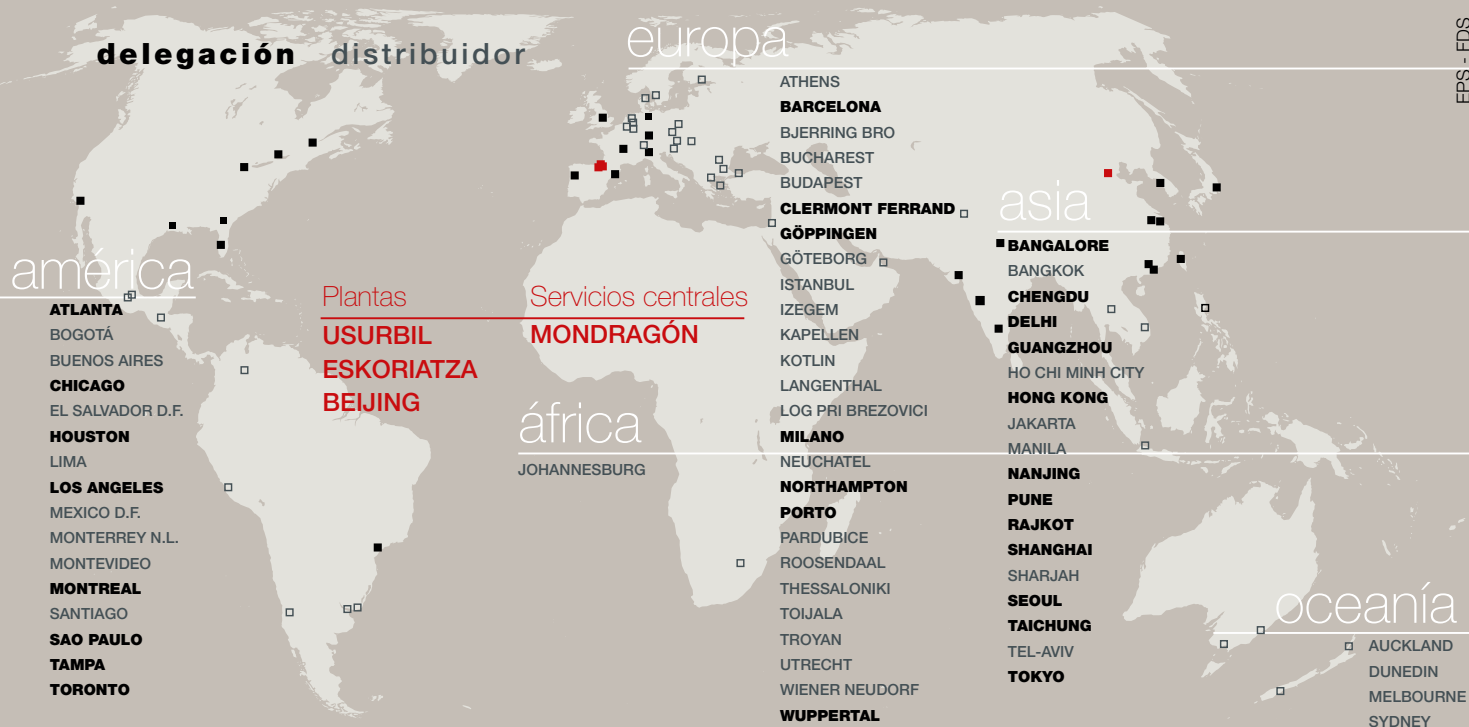 delegación distribuidor
EPS - EDS
américa
ATLANTA
BOGOTÁ
BUENOS AIRES
CHICAGO
EL SALVADOR D.F.
HOUSTON
LIMA
LOS ANGELES
MEXICO D.F.
MONTERREY N.L.
MONTEVIDEO
MONTREAL
SANTIAGO
SAO PAULO
TAMPA
TORONTO
Plantas
USURBIL
ESKORIATZA
BEIJING
Servicios centrales
MONDRAGÓN
áfrica
JOHANNESBURG
europa
ATHENS
BARCELONA
BJERRING BRO
BUCHAREST
BUDAPEST
CLERMONT FERRAND
GÖPPINGEN
GÖTEBORG
ISTANBUL
IZEGEM
KAPELLEN
KOTLIN
LANGENTHAL
LOG PRI BREZOVICI
MILANO
NEUCHATEL
NORTHAMPTON
PORTO
PARDUBICE
ROOSENDAAL
THESSALONIKI
TOIJALA
TROYAN
UTRECHT
WIENER NEUDORF
WUPPERTAL
asia
BANGALORE
BANGKOK
CHENGDU
DELHI
GUANGZHOU
HO CHI MINH CITY
HONG KONG
JAKARTA
MANILA
NANJING
PUNE
RAJKOT
SHANGHAI
SHARJAH
SEOUL
TAICHUNG
TEL-AVIV
TOKYO
oceanía
AUCKLAND
DUNEDIN
MELBOURNE
SYDNEY